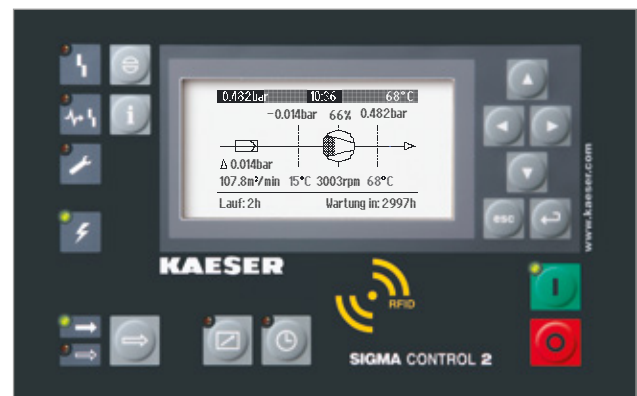 0.482bar 10:36 68°C
-0.014bar 66% 0.482bar
Δ 0.014bar
107.8m³/min 15°C 3003rpm 68°C
Lauf: 2h Wartung in: 2997h
esc
i
www.kaeser.com
KAESER
RFID
I
O
SIGMA CONTROL 2